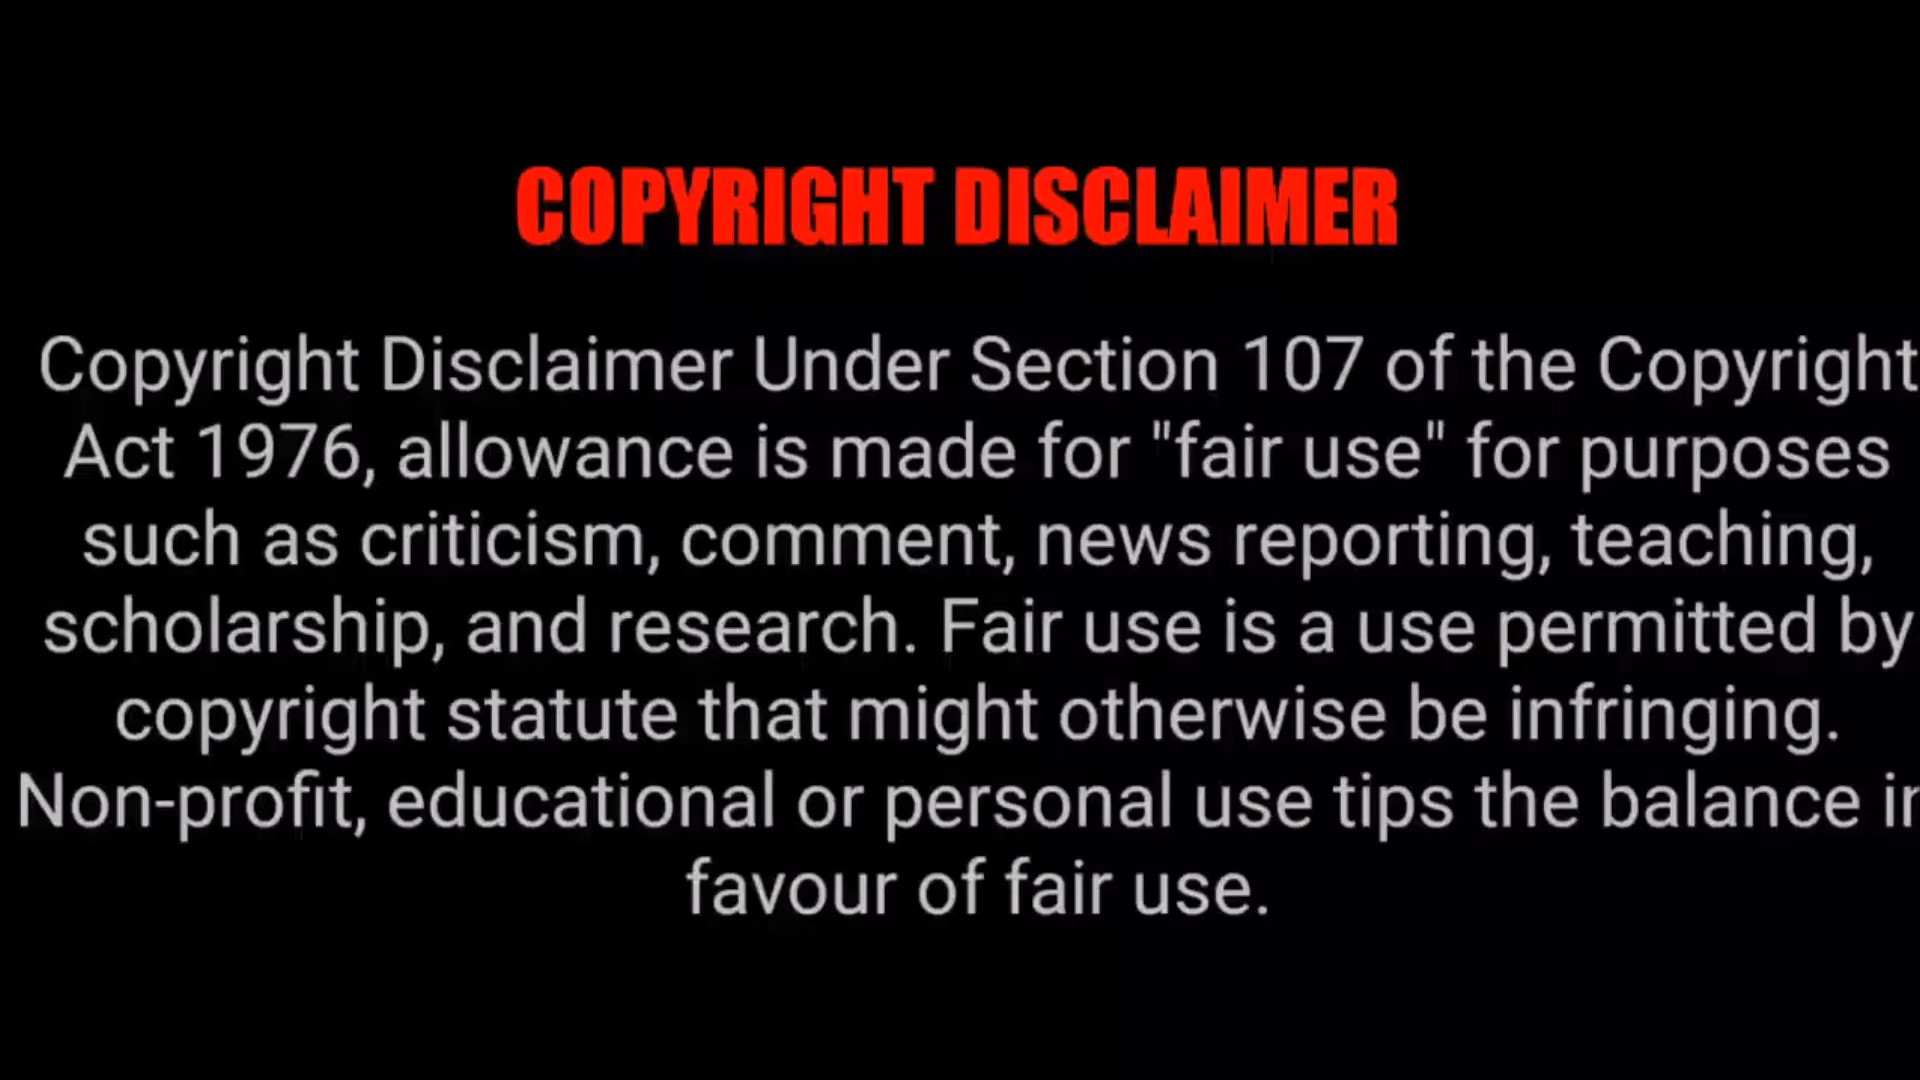 COPYRIGHT DISCLAIMER
Copyright Disclaimer Under Section 107 of the Copyright
Act 1976, allowance is made for "fair use" for purposes
such as criticism, comment, news reporting, teaching,
scholarship, and research. Fair use is a use permitted by
copyright statute that might otherwise be infringing.
Non-profit, educational or personal use tips the balance in
favour of fair use.